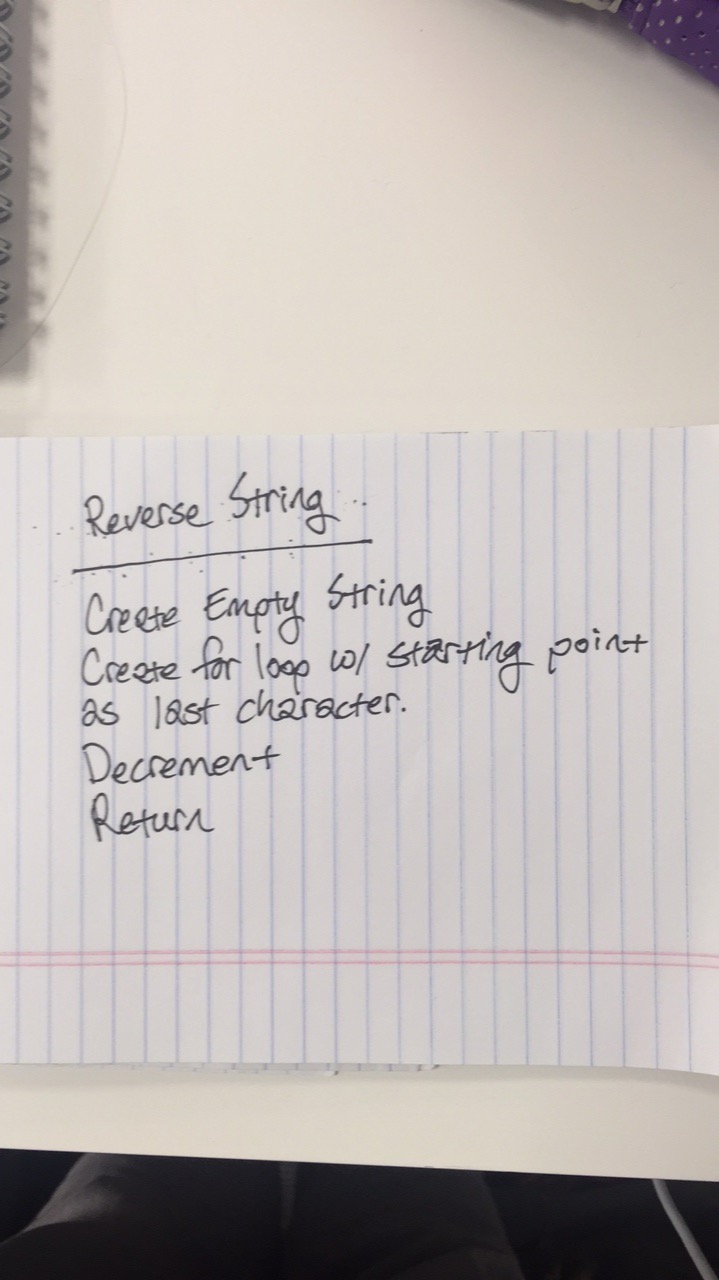 Reverse String
Create Empty String
Create for loop w/ starting point
as last character.
Decrement
Return